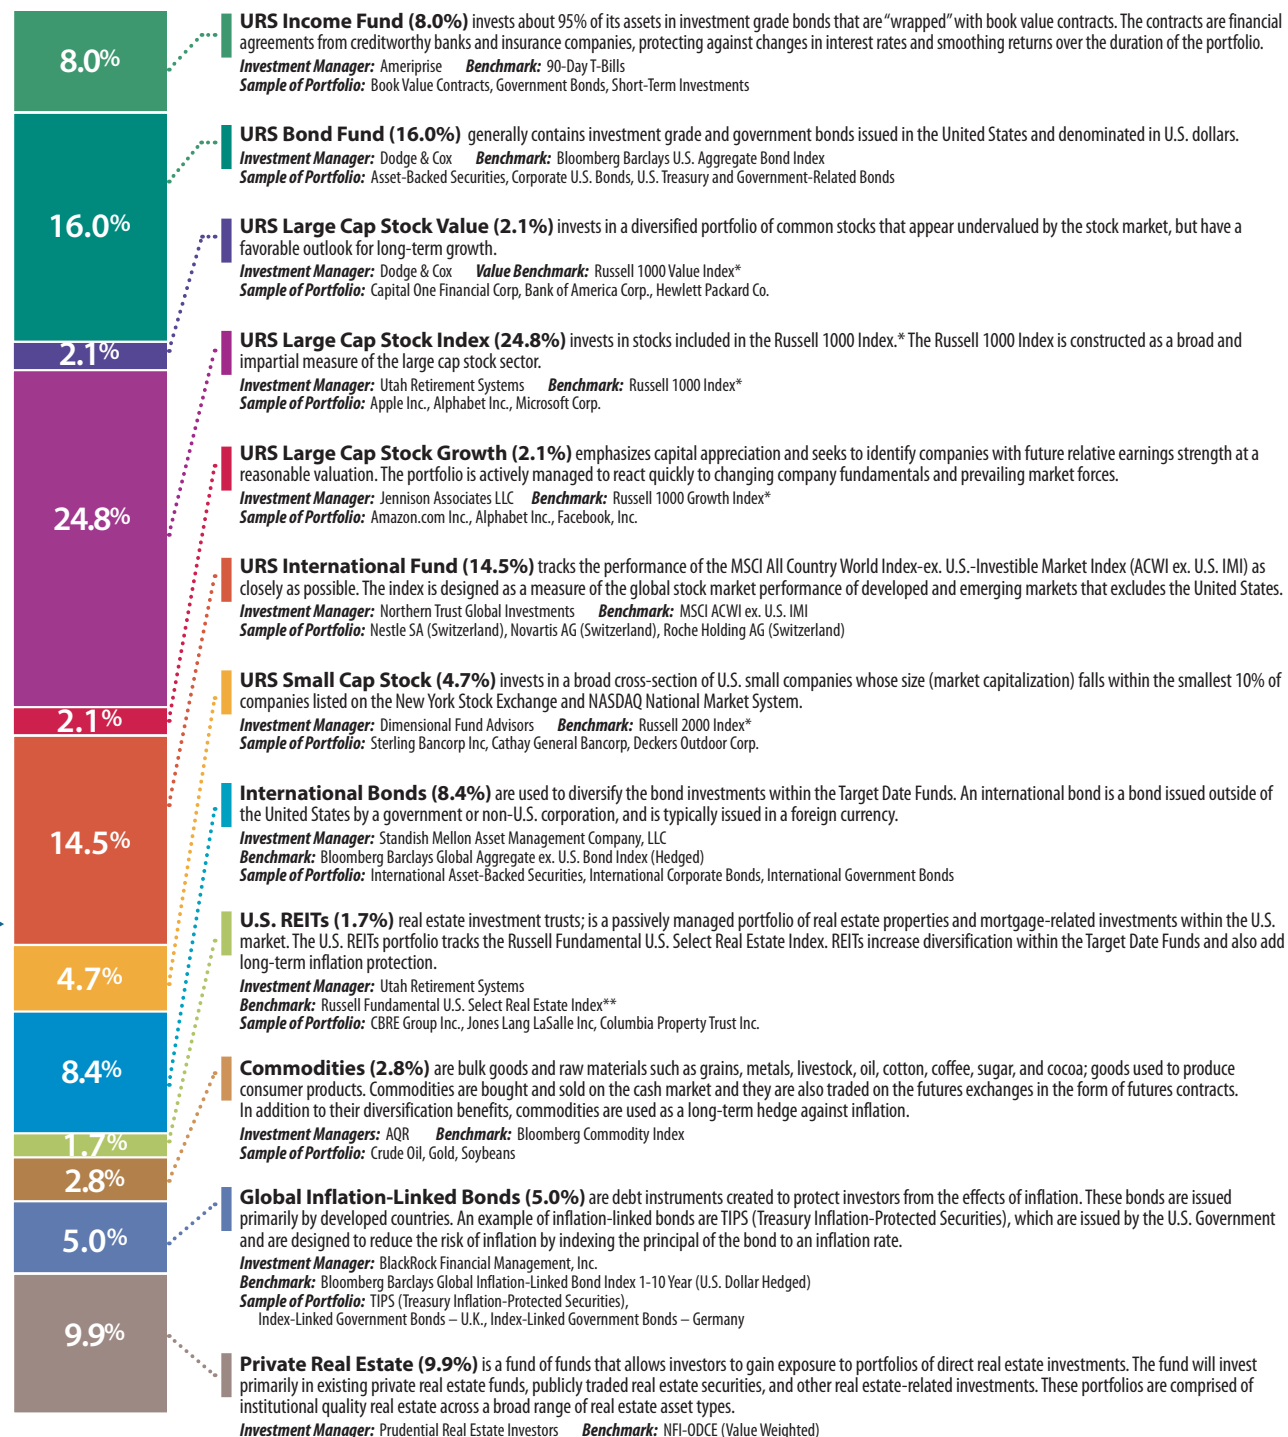 8.0%
URS Income Fund (8.0%) invests about 95% of its assets in investment grade bonds that are “wrapped” with book value contracts. The contracts are financial
agreements from creditworthy banks and insurance companies, protecting against changes in interest rates and smoothing returns over the duration of the portfolio.
Investment Manager: Ameriprise Benchmark: 90-Day T-Bills
Sample of Portfolio: Book Value Contracts, Government Bonds, Short-Term Investments
16.0%
URS Bond Fund (16.0%) generally contains investment grade and government bonds issued in the United States and denominated in U.S. dollars.
Investment Manager: Dodge & Cox Benchmark: Bloomberg Barclays U.S. Aggregate Bond Index
Sample of Portfolio: Asset-Backed Securities, Corporate U.S. Bonds, U.S. Treasury and Government-Related Bonds
2.1%
URS Large Cap Stock Value (2.1%) invests in a diversified portfolio of common stocks that appear undervalued by the stock market, but have a
favorable outlook for long-term growth.
Investment Manager: Dodge & Cox Value Benchmark: Russell 1000 Value Index*
Sample of Portfolio: Capital One Financial Corp, Bank of America Corp., Hewlett Packard Co.
24.8%
URS Large Cap Stock Index (24.8%) invests in stocks included in the Russell 1000 Index.* The Russell 1000 Index is constructed as a broad and
impartial measure of the large cap stock sector.
Investment Manager: Utah Retirement Systems Benchmark: Russell 1000 Index*
Sample of Portfolio: Apple Inc., Alphabet Inc., Microsoft Corp.
2.1%
URS Large Cap Stock Growth (2.1%) emphasizes capital appreciation and seeks to identify companies with future relative earnings strength at a
reasonable valuation. The portfolio is actively managed to react quickly to changing company fundamentals and prevailing market forces.
Investment Manager: Jennison Associates LLC Benchmark: Russell 1000 Growth Index*
Sample of Portfolio: Amazon.com Inc., Alphabet Inc., Facebook, Inc.
14.5%
URS International Fund (14.5%) tracks the performance of the MSCI All Country World Index-ex. U.S.-Investible Market Index (ACWI ex. U.S. IMI) as
closely as possible. The index is designed as a measure of the global stock market performance of developed and emerging markets that excludes the United States.
Investment Manager: Northern Trust Global Investments Benchmark: MSCI ACWI ex. U.S. IMI
Sample of Portfolio: Nestle SA (Switzerland), Novartis AG (Switzerland), Roche Holding AG (Switzerland)
4.7%
URS Small Cap Stock (4.7%) invests in a broad cross-section of U.S. small companies whose size (market capitalization) falls within the smallest 10% of
companies listed on the New York Stock Exchange and NASDAQ National Market System.
Investment Manager: Dimensional Fund Advisors Benchmark: Russell 2000 Index*
Sample of Portfolio: Sterling Bancorp Inc, Cathay General Bancorp, Deckers Outdoor Corp.
8.4%
International Bonds (8.4%) are used to diversify the bond investments within the Target Date Funds. An international bond is a bond issued outside of
the United States by a government or non-U.S. corporation, and is typically issued in a foreign currency.
Investment Manager: Standish Mellon Asset Management Company, LLC
Benchmark: Bloomberg Barclays Global Aggregate ex. U.S. Bond Index (Hedged)
Sample of Portfolio: International Asset-Backed Securities, International Corporate Bonds, International Government Bonds
1.7%
U.S. REITs (1.7%) real estate investment trusts; is a passively managed portfolio of real estate properties and mortgage-related investments within the U.S.
market. The U.S. REITs portfolio tracks the Russell Fundamental U.S. Select Real Estate Index. REITs increase diversification within the Target Date Funds and also add
long-term inflation protection.
Investment Manager: Utah Retirement Systems
Benchmark: Russell Fundamental U.S. Select Real Estate Index**
Sample of Portfolio: CBRE Group Inc., Jones Lang LaSalle Inc, Columbia Property Trust Inc.
2.8%
Commodities (2.8%) are bulk goods and raw materials such as grains, metals, livestock, oil, cotton, coffee, sugar, and cocoa; goods used to produce
consumer products. Commodities are bought and sold on the cash market and they are also traded on the futures exchanges in the form of futures contracts.
In addition to their diversification benefits, commodities are used as a long-term hedge against inflation.
Investment Managers: AQR Benchmark: Bloomberg Commodity Index
Sample of Portfolio: Crude Oil, Gold, Soybeans
5.0%
Global Inflation-Linked Bonds (5.0%) are debt instruments created to protect investors from the effects of inflation. These bonds are issued
primarily by developed countries. An example of inflation-linked bonds are TIPS (Treasury Inflation-Protected Securities), which are issued by the U.S. Government
and are designed to reduce the risk of inflation by indexing the principal of the bond to an inflation rate.
Investment Manager: BlackRock Financial Management, Inc.
Benchmark: Bloomberg Barclays Global Inflation-Linked Bond Index 1-10 Year (U.S. Dollar Hedged)
Sample of Portfolio: TIPS (Treasury Inflation-Protected Securities),
Index-Linked Government Bonds – U.K., Index-Linked Government Bonds – Germany
9.9%
Private Real Estate (9.9%) is a fund of funds that allows investors to gain exposure to portfolios of direct real estate investments. The fund will invest
primarily in existing private real estate funds, publicly traded real estate securities, and other real estate-related investments. These portfolios are comprised of
institutional quality real estate across a broad range of real estate asset types.
Investment Manager: Prudential Real Estate Investors Benchmark: NFI-ODCE (Value Weighted)